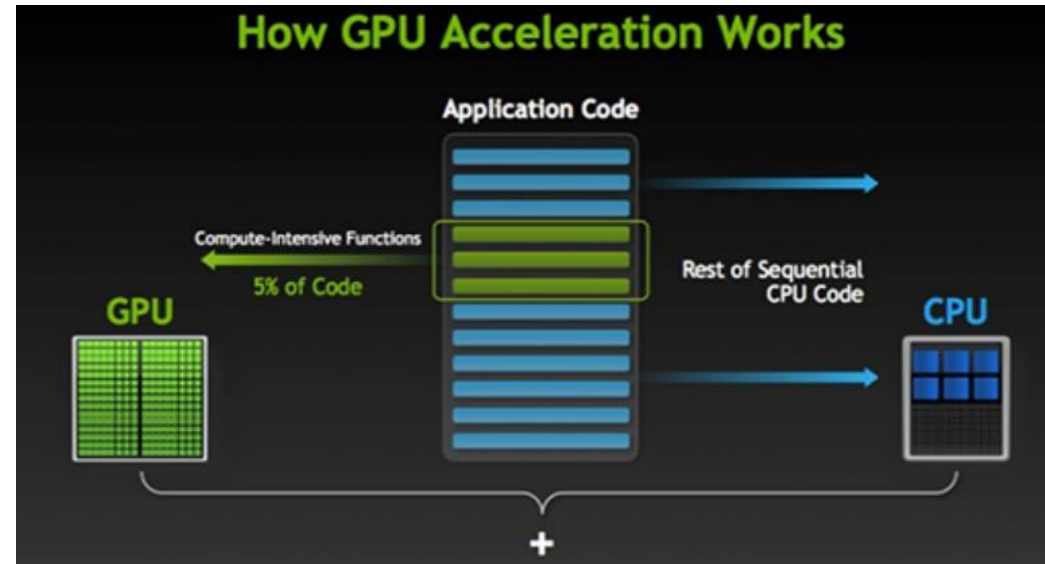 How GPU Acceleration Works
Application Code
Compute-Intensive Functions
5% of Code
Rest of Sequential
CPU Code
GPU
CPU
+